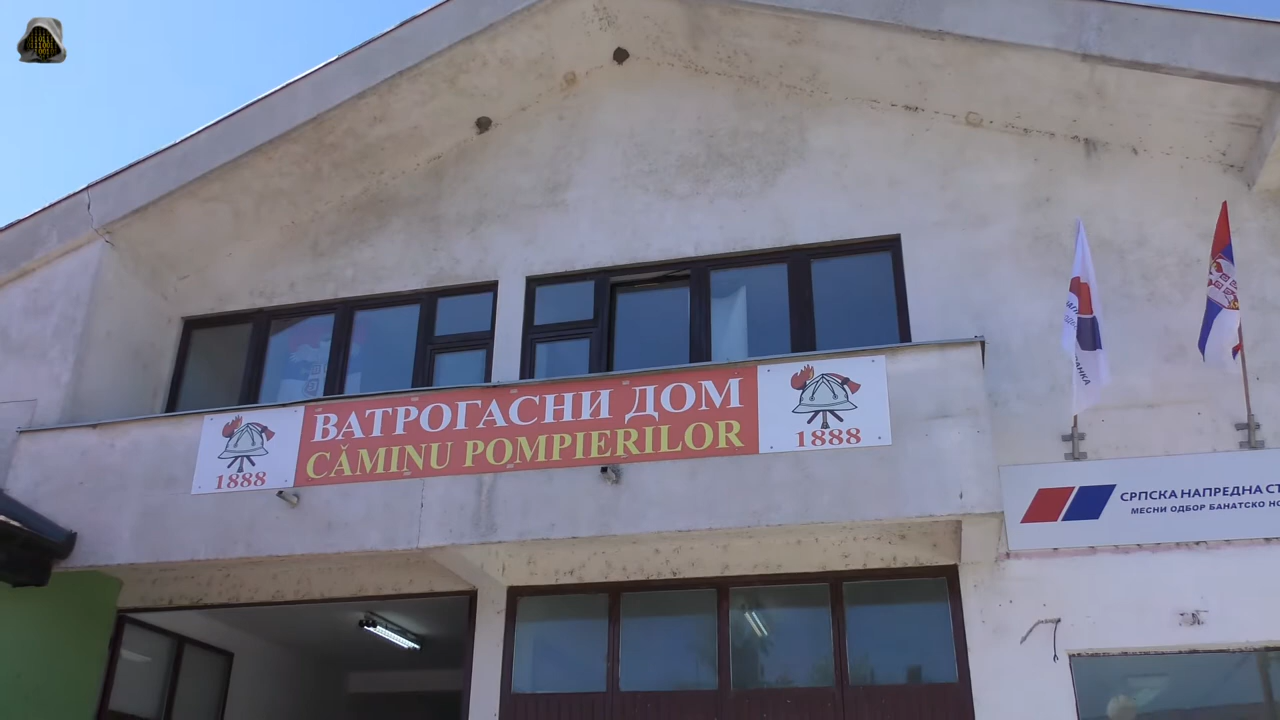 ВАТРОГАСНИ ДОМ
CĂMINU POMPIERILOR
1888
1888
СРПСКА НАПРЕДНА
МЕСНИ ОДБОР БАНАТСКО